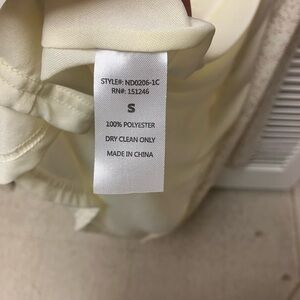 STYLE#: ND0206-1C
RN#: 151246
S
100% POLYESTER
DRY CLEAN ONLY
MADE IN CHINA